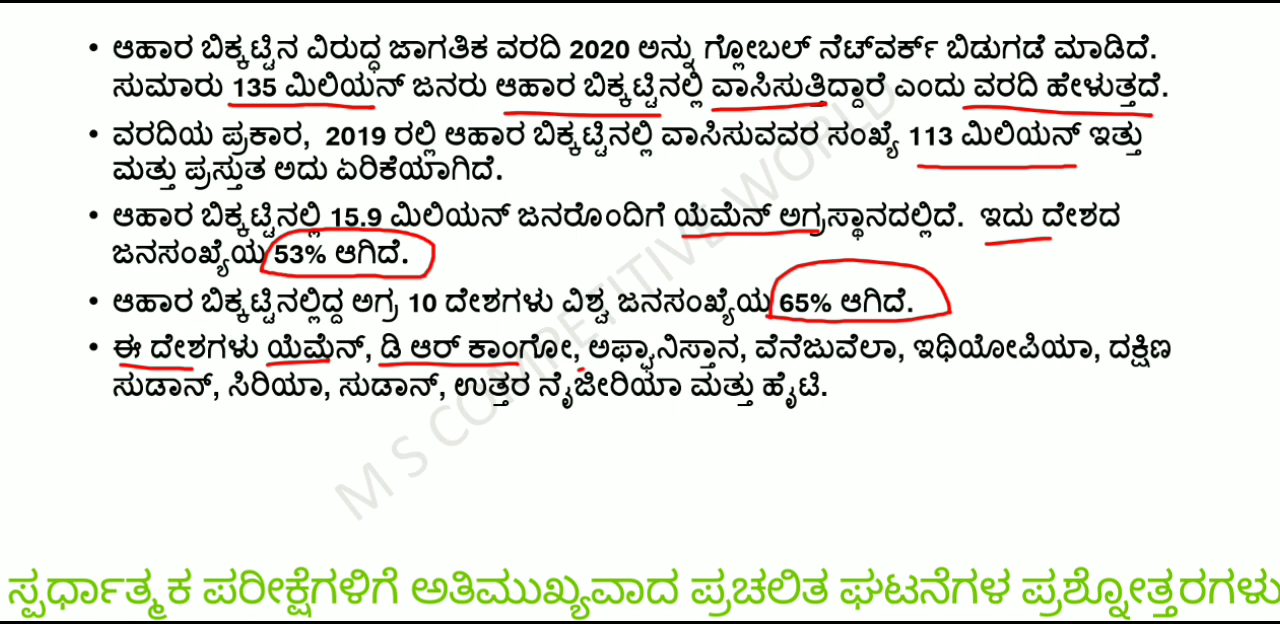 • ಆಹಾರ ಬಿಕ್ಕಟ್ಟಿನ ವಿರುದ್ಧ ಜಾಗತಿಕ ವರದಿ 2020 ಅನ್ನು ಗ್ಲೋಬಲ್ ನೆಟ್‌ವರ್ಕ್ ಬಿಡುಗಡೆ ಮಾಡಿದೆ.
ಸುಮಾರು 135 ಮಿಲಿಯನ್ ಜನರು ಆಹಾರ ಬಿಕ್ಕಟ್ಟಿನಲ್ಲಿ ವಾಸಿಸುತ್ತಿದ್ದಾರೆ ಎಂದು ವರದಿ ಹೇಳುತ್ತದೆ.
• ವರದಿಯ ಪ್ರಕಾರ, 2019 ರಲ್ಲಿ ಆಹಾರ ಬಿಕ್ಕಟ್ಟಿನಲ್ಲಿ ವಾಸಿಸುವವರ ಸಂಖ್ಯೆ 113 ಮಿಲಿಯನ್ ಇತ್ತು
ಮತ್ತು ಪ್ರಸ್ತುತ ಅದು ಏರಿಕೆಯಾಗಿದೆ.
• ಆಹಾರ ಬಿಕ್ಕಟ್ಟಿನಲ್ಲಿ 15.9 ಮಿಲಿಯನ್ ಜನರೊಂದಿಗೆ ಯೆಮೆನ್ ಅಗ್ರಸ್ಥಾನದಲ್ಲಿದೆ. ಇದು ದೇಶದ
ಜನಸಂಖ್ಯೆಯ 53% ಆಗಿದೆ.
• ಆಹಾರ ಬಿಕ್ಕಟ್ಟಿನಲ್ಲಿದ್ದ ಅಗ್ರ 10 ದೇಶಗಳು ವಿಶ್ವ ಜನಸಂಖ್ಯೆಯ 65% ಆಗಿದೆ.
• ಈ ದೇಶಗಳು ಯೆಮೆನ್, ಡಿ ಆರ್ ಕಾಂಗೋ, ಅಫ್ಘಾನಿಸ್ತಾನ, ವೆನೆಜುವೆಲಾ, ಇಥಿಯೋಪಿಯಾ, ದಕ್ಷಿಣ
ಸುಡಾನ್, ಸಿರಿಯಾ, ಸುಡಾನ್, ಉತ್ತರ ನೈಜೀರಿಯಾ ಮತ್ತು ಹೈಟಿ.
M S COMPETITIVE WORLD
ಸ್ಪರ್ಧಾತ್ಮಕ ಪರೀಕ್ಷೆಗಳಿಗೆ ಅತಿಮುಖ್ಯವಾದ ಪ್ರಚಲಿತ ಘಟನೆಗಳ ಪ್ರಶ್ನೋತ್ತರಗಳು